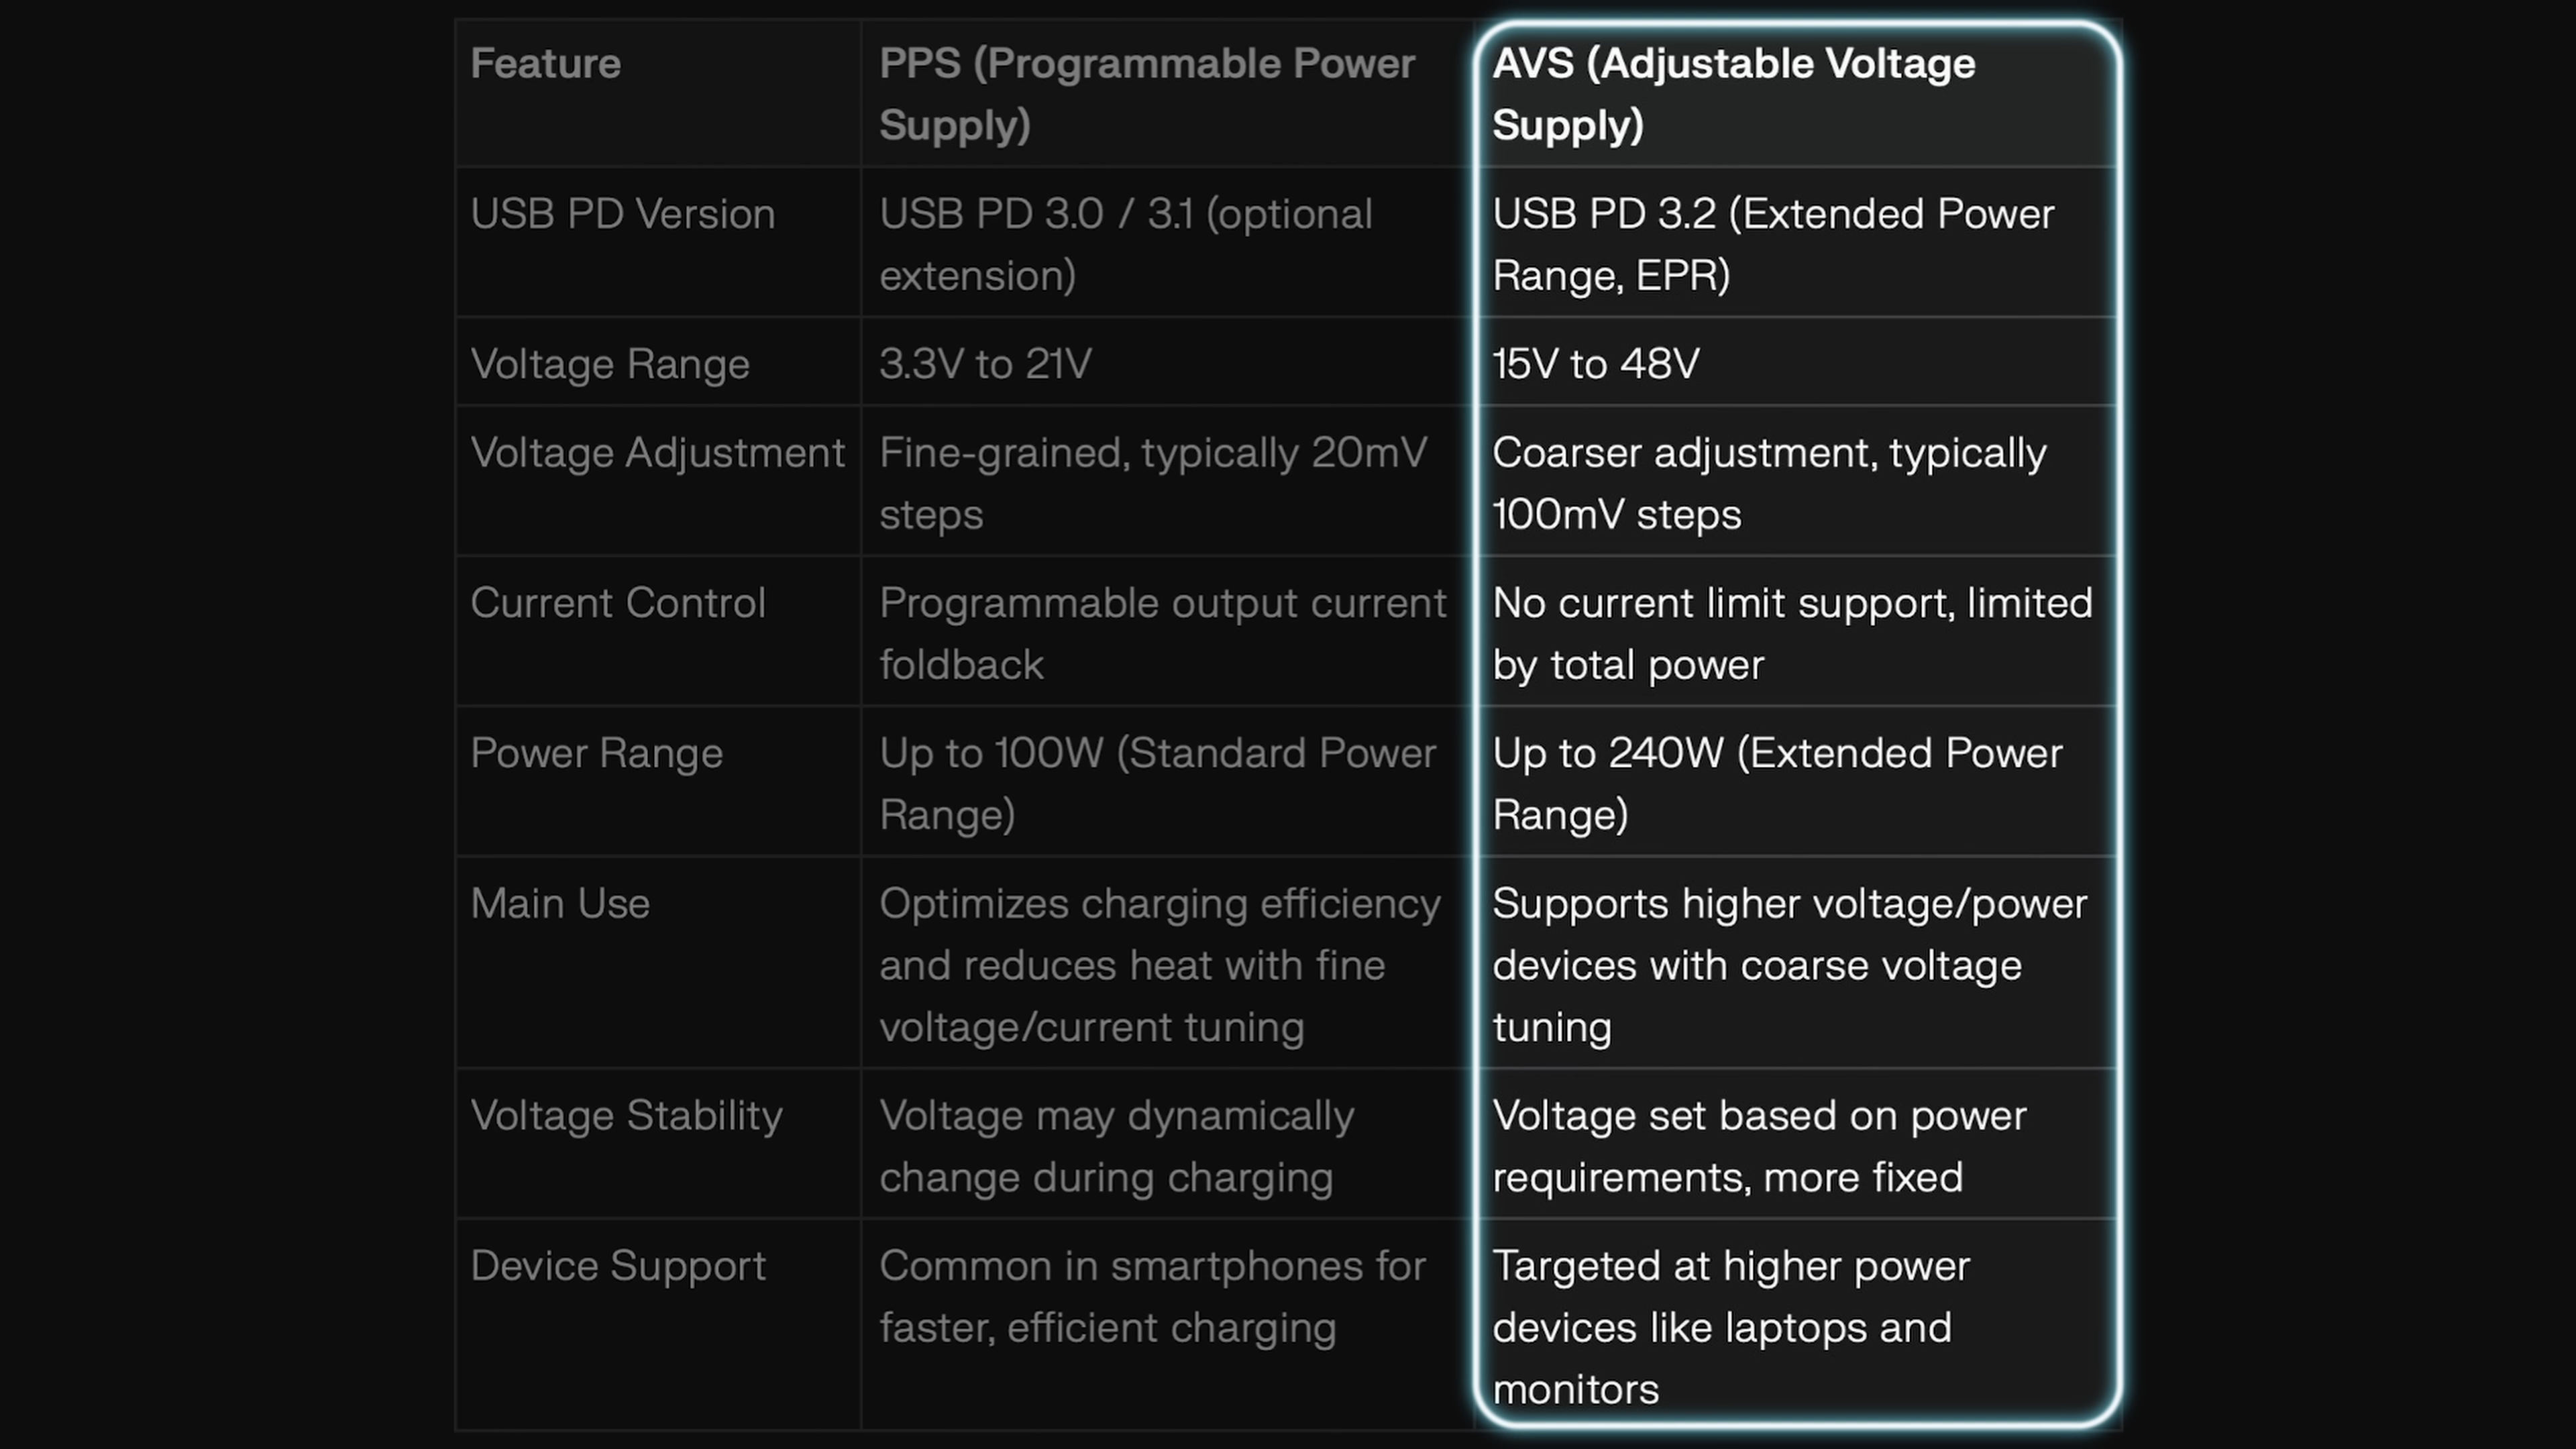 Feature
PPS (Programmable Power
Supply)
AVS (Adjustable Voltage
Supply)
USB PD Version
USB PD 3.0 / 3.1 (optional
extension)
USB PD 3.2 (Extended Power
Range, EPR)
Voltage Range
3.3V to 21V
15V to 48V
Voltage Adjustment
Fine-grained, typically 20mV
steps
Coarser adjustment, typically
100mV steps
Current Control
Programmable output current
foldback
No current limit support, limited
by total power
Power Range
Up to 100W (Standard Power
Range)
Up to 240W (Extended Power
Range)
Main Use
Optimizes charging efficiency
and reduces heat with fine
voltage/current tuning
Supports higher voltage/power
devices with coarse voltage
tuning
Voltage Stability
Voltage may dynamically
change during charging
Voltage set based on power
requirements, more fixed
Device Support
Common in smartphones for
faster, efficient charging
Targeted at higher power
devices like laptops and
monitors